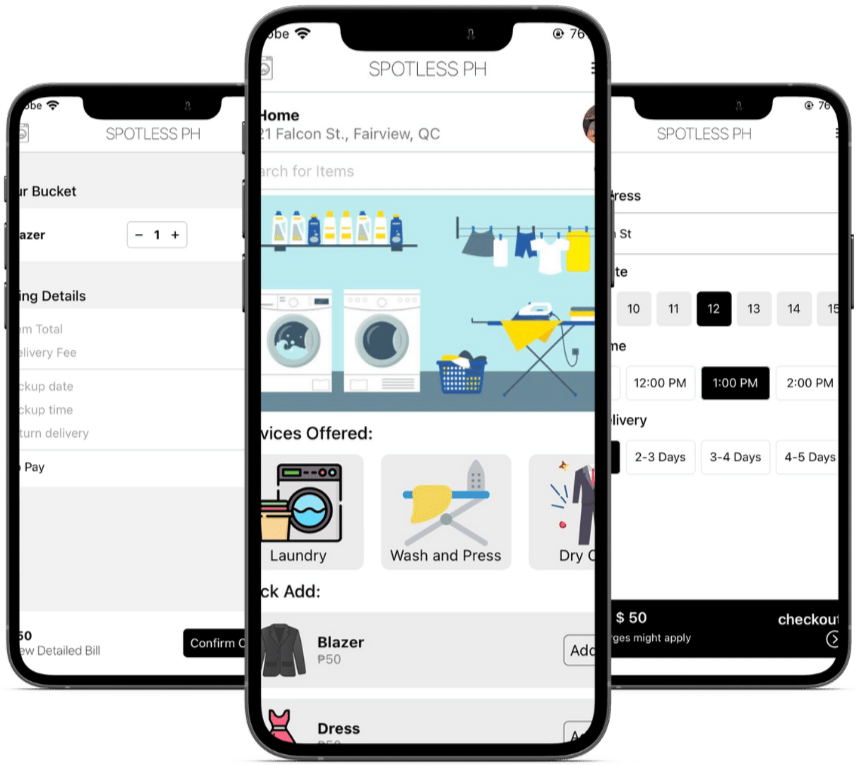 obe
SPOTLESS PH
ur Bucket
azer
− 1 +
ing Details
em Total
elivery Fee
ckup date
ckup time
turn delivery
o Pay
50
ew Detailed Bill
Confirm O
obe
76
SPOTLESS PH
Home
21 Falcon St., Fairview, QC
arch for Items
vices Offered:
Laundry
Wash and Press
Dry C
ck Add:
Blazer
₱50
Add
Dress
₱50
76
SPOTLESS PH
ress
St
te
10 11 12 13 14 15
me
12:00 PM 1:00 PM 2:00 PM
livery
2-3 Days 3-4 Days 4-5 Days
$ 50
checkout
rges might apply